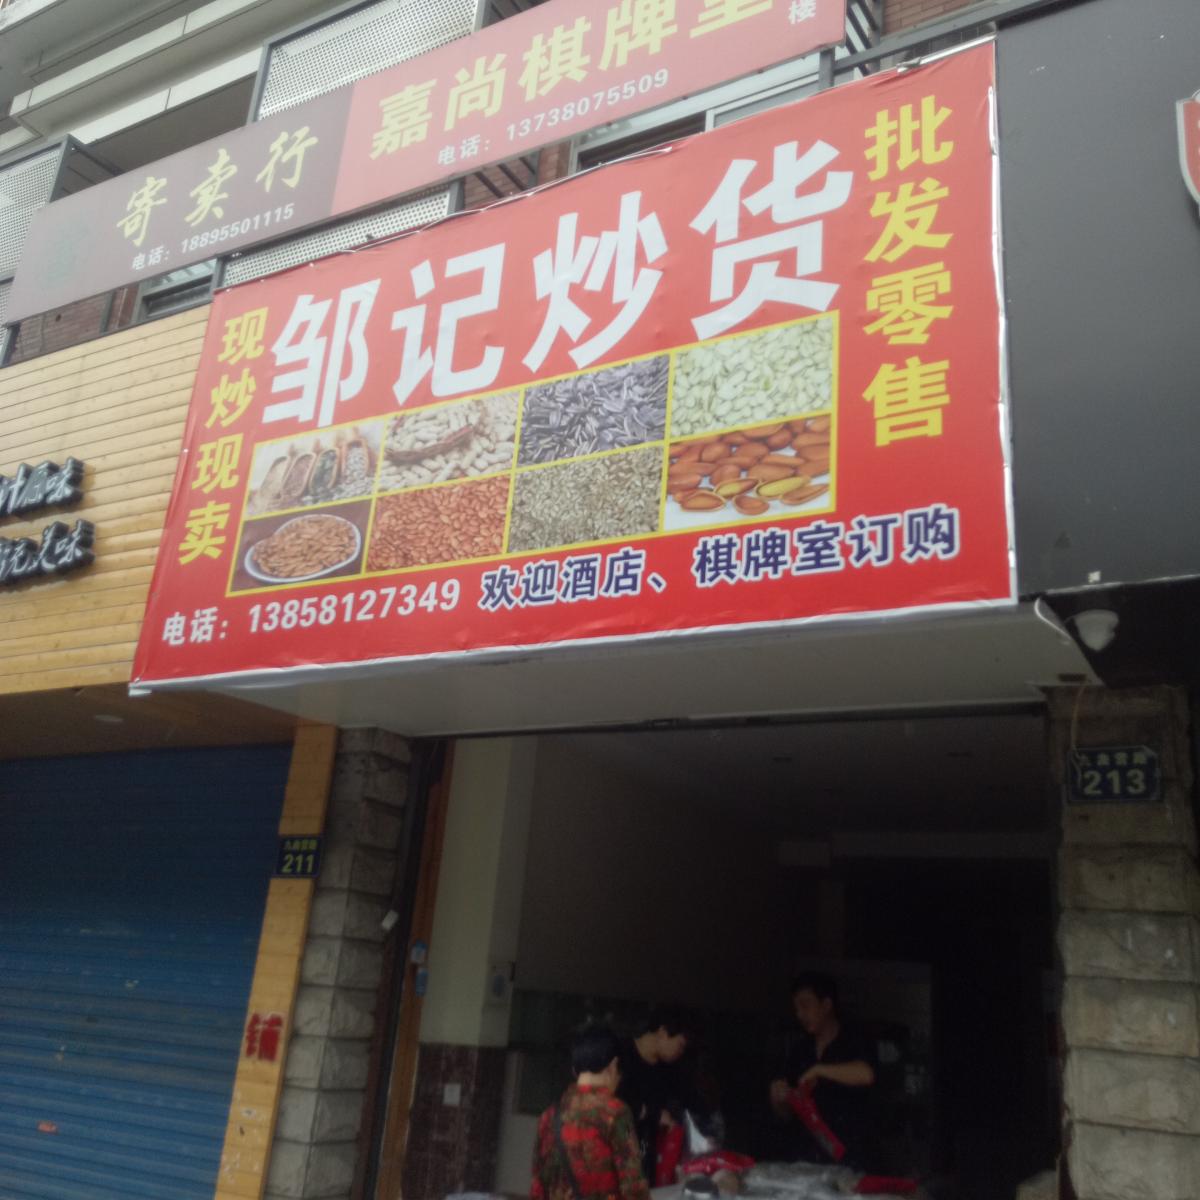 嘉尚棋牌室
楼
电话：13738075509
寄卖行
电话：18895501115
邹记炒货
批发零售
现炒现卖
电话：13858127349 欢迎酒店、棋牌室订购
213
211
铺